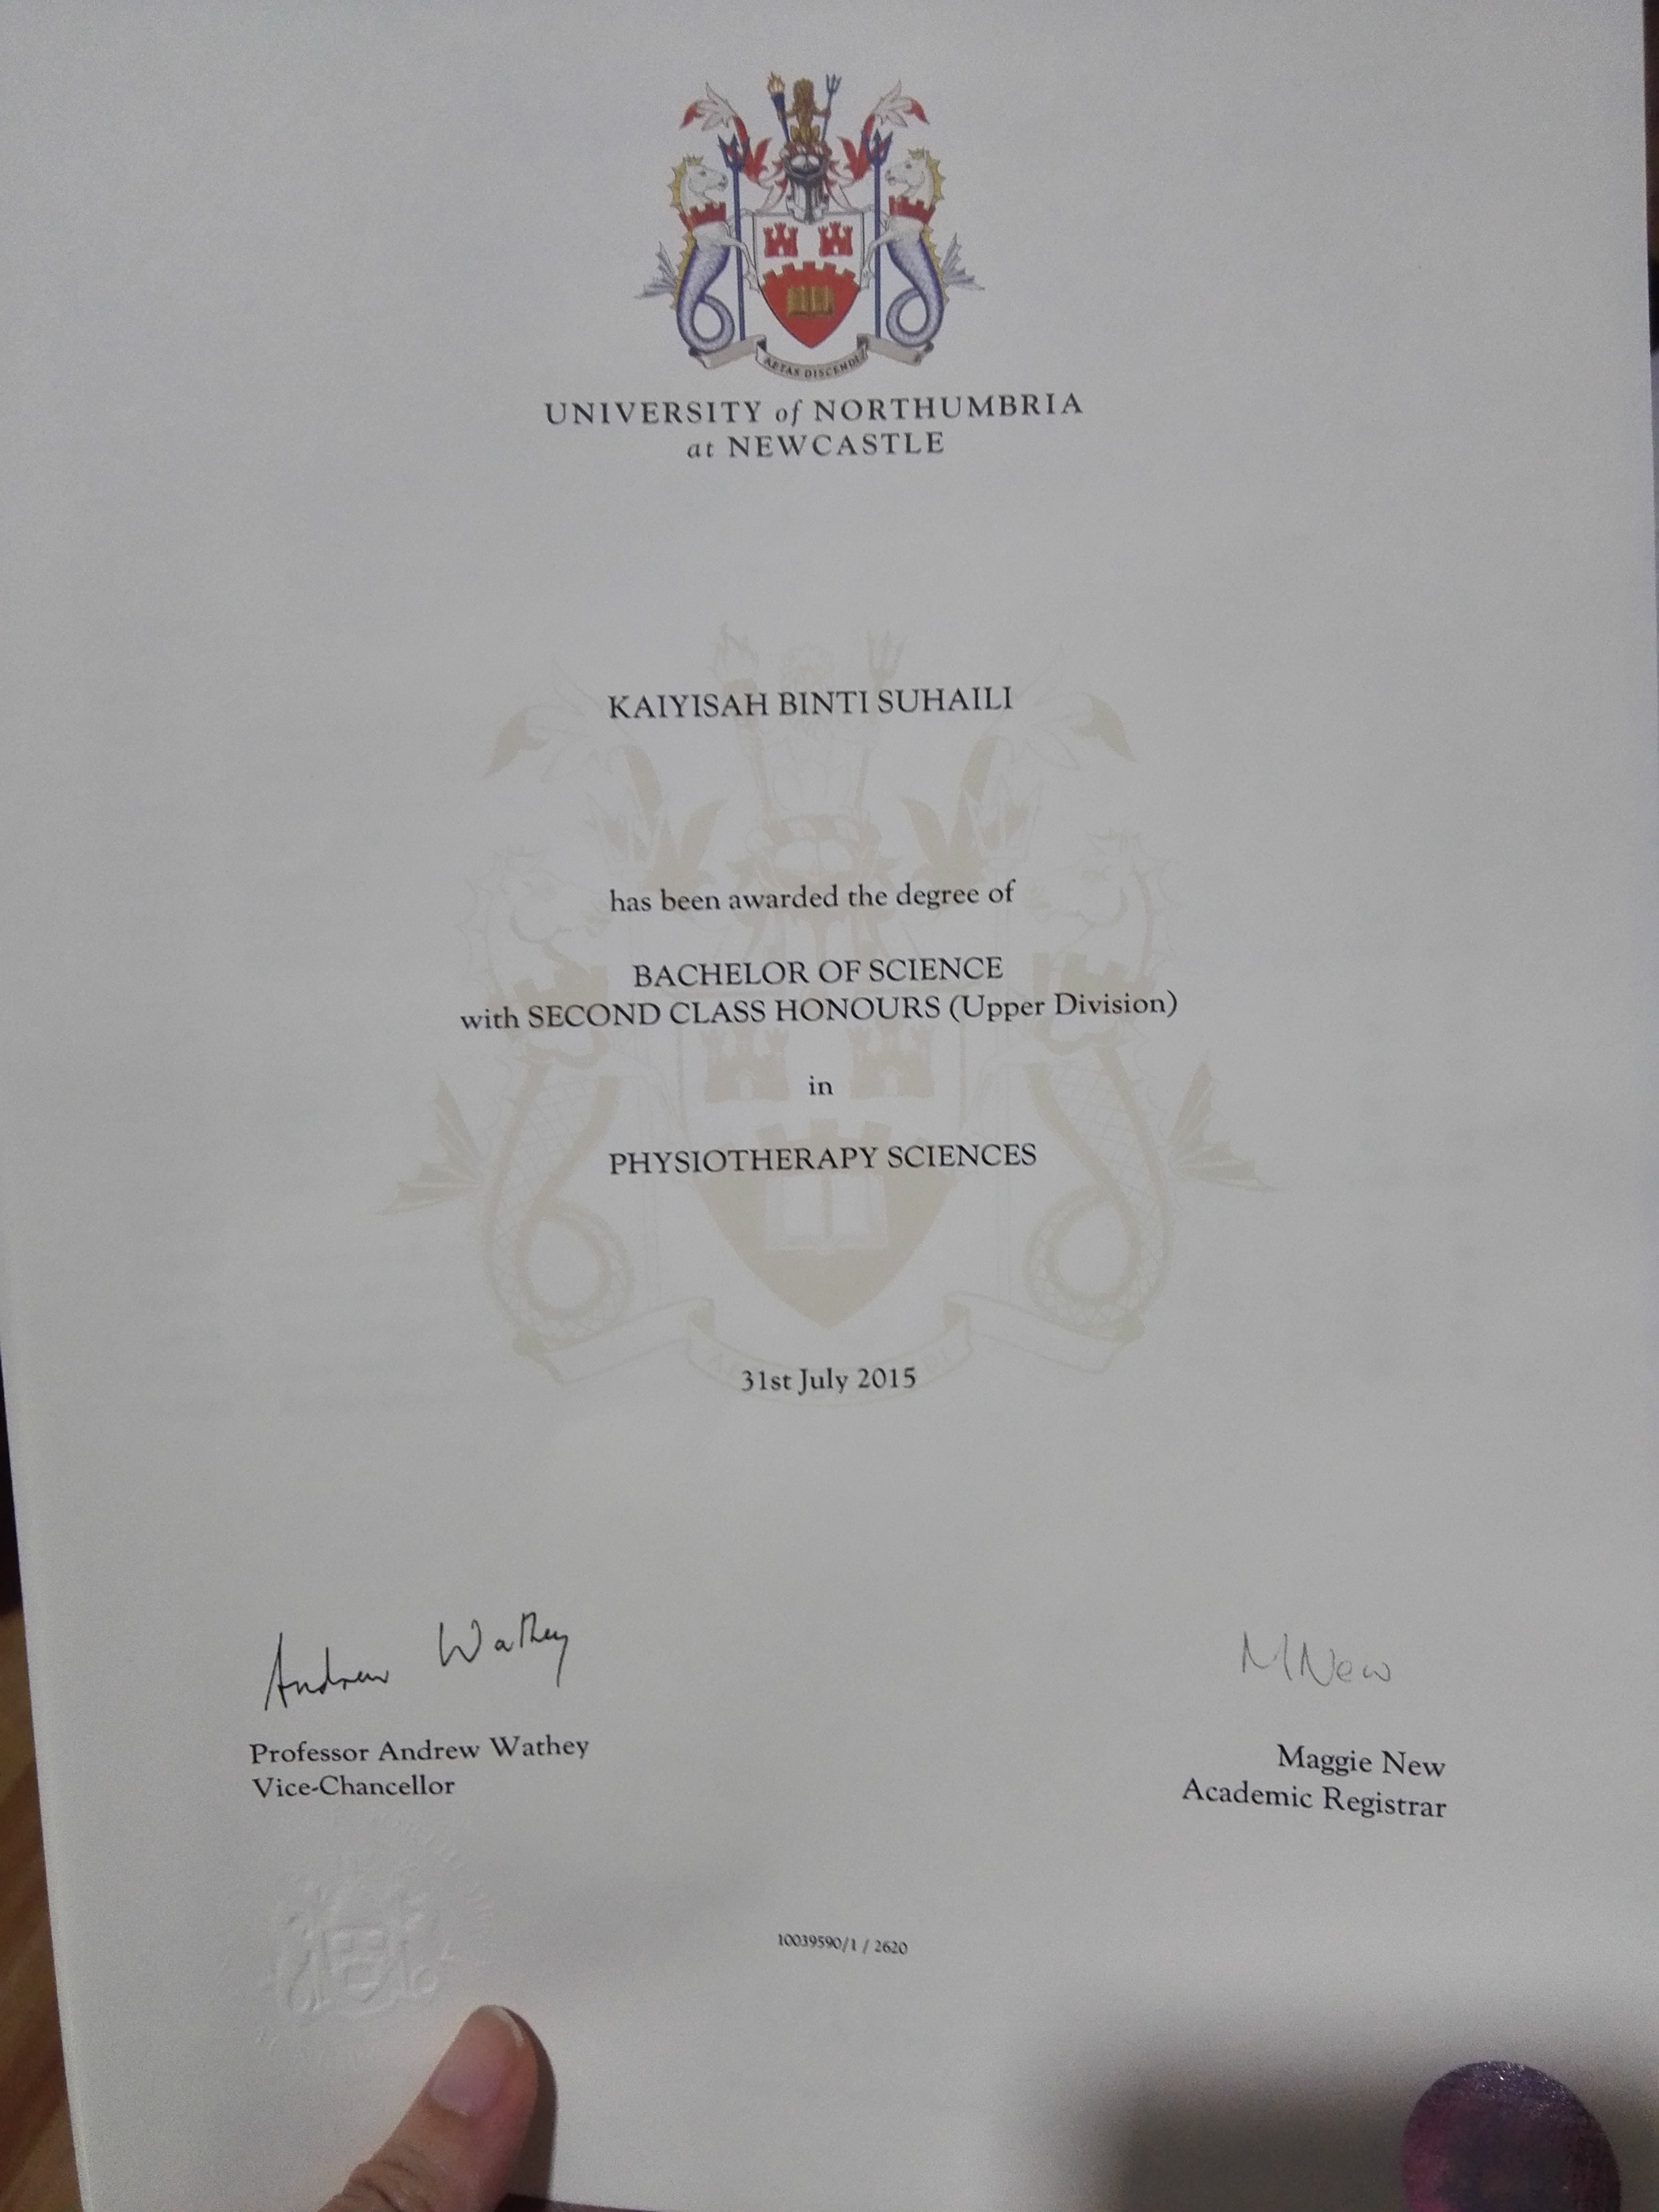 AETAS DISCENDI
UNIVERSITY of NORTHUMBRIA
at NEWCASTLE
KAIYISAH BINTI SUHAILI
has been awarded the degree of
BACHELOR OF SCIENCE
with SECOND CLASS HONOURS (Upper Division)
in
PHYSIOTHERAPY SCIENCES
31st July 2015
Andrew Wathey
Professor Andrew Wathey
Vice-Chancellor
M New
Maggie New
Academic Registrar
10039590/1 / 2620